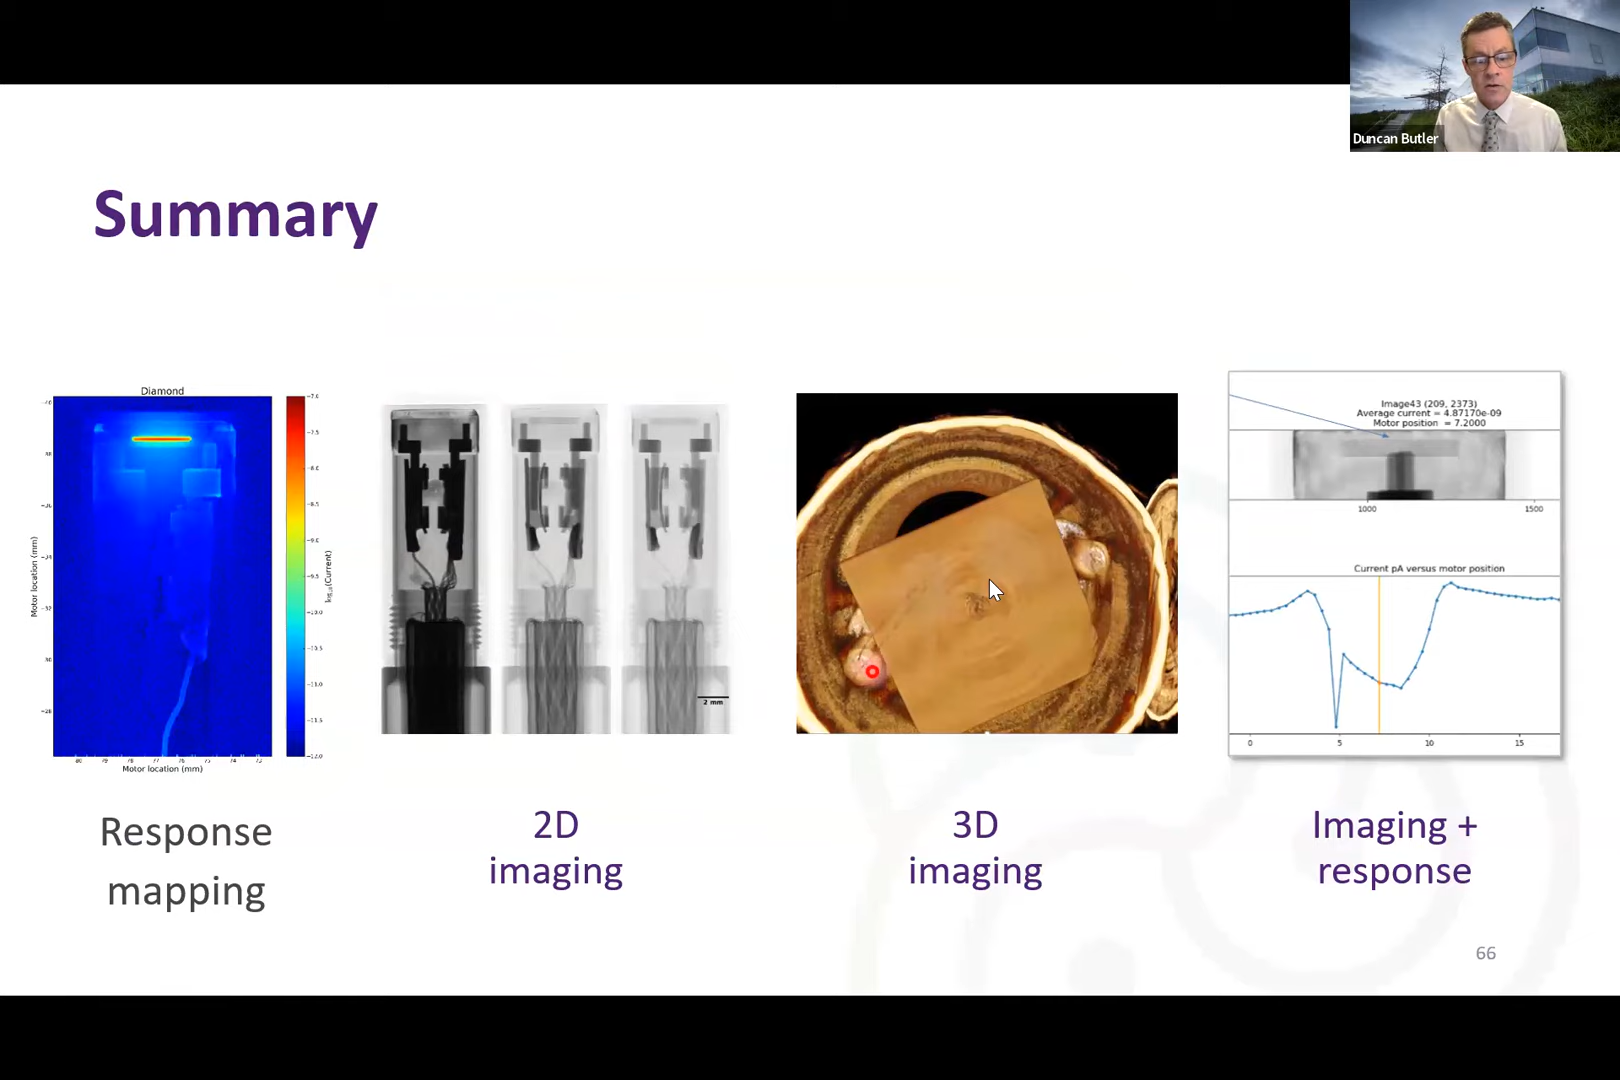 Duncan Butler
Summary
Diamond
Motor location (mm)
Motor location (mm)
2 mm
Image43 (209, 2373)
Average current = 4.87170e-09
Motor position = 7.2000
1000 1500
Current pA versus motor position
0 5 10 15
Response
mapping
2D
imaging
3D
imaging
Imaging +
response
66